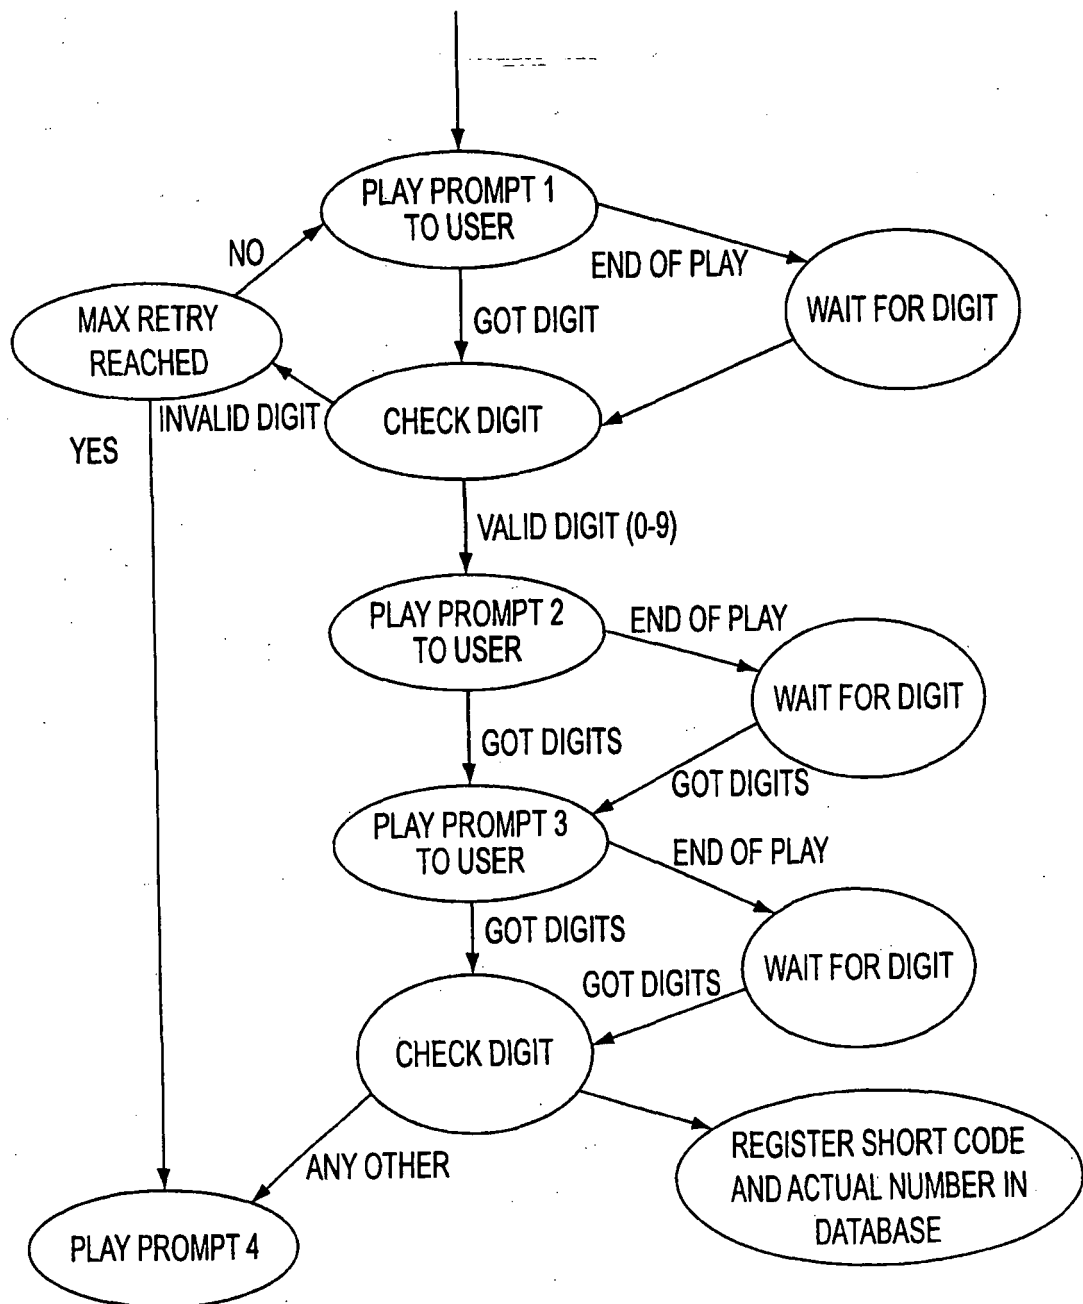 PLAY PROMPT 1
TO USER
NO
END OF PLAY
MAX RETRY
REACHED
GOT DIGIT
WAIT FOR DIGIT
INVALID DIGIT
CHECK DIGIT
YES
VALID DIGIT (0-9)
PLAY PROMPT 2
TO USER
END OF PLAY
WAIT FOR DIGIT
GOT DIGITS
GOT DIGITS
PLAY PROMPT 3
TO USER
END OF PLAY
GOT DIGITS
WAIT FOR DIGIT
GOT DIGITS
CHECK DIGIT
ANY OTHER
REGISTER SHORT CODE
AND ACTUAL NUMBER IN
DATABASE
PLAY PROMPT 4